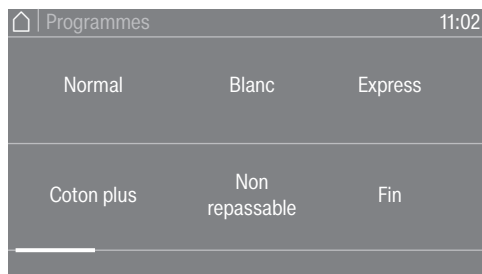 Programmes 11:02
Normal Blanc Express
Coton plus Non repassable Fin